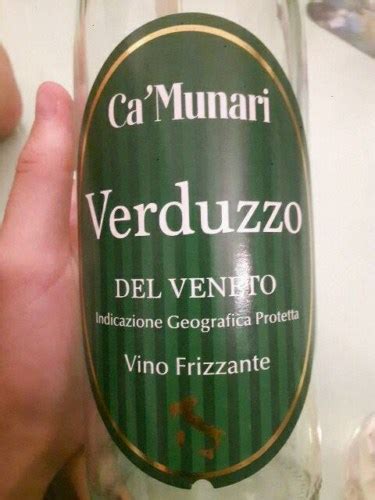 Ca'Munari
Verduzzo
DEL VENETO
Indicazione Geografica Protetta
Vino Frizzante